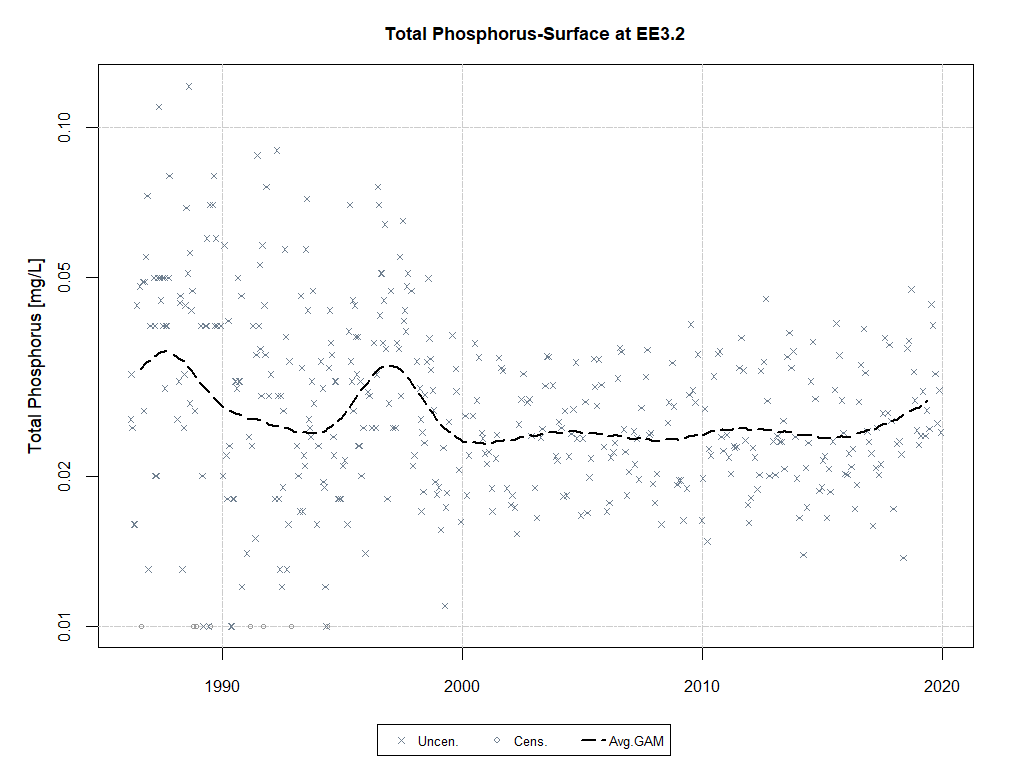 Total Phosphorus-Surface at EE3.2
Total Phosphorus [mg/L]
0.10
0.05
0.02
0.01
1990 2000 2010 2020
Uncen. Cens. Avg.GAM